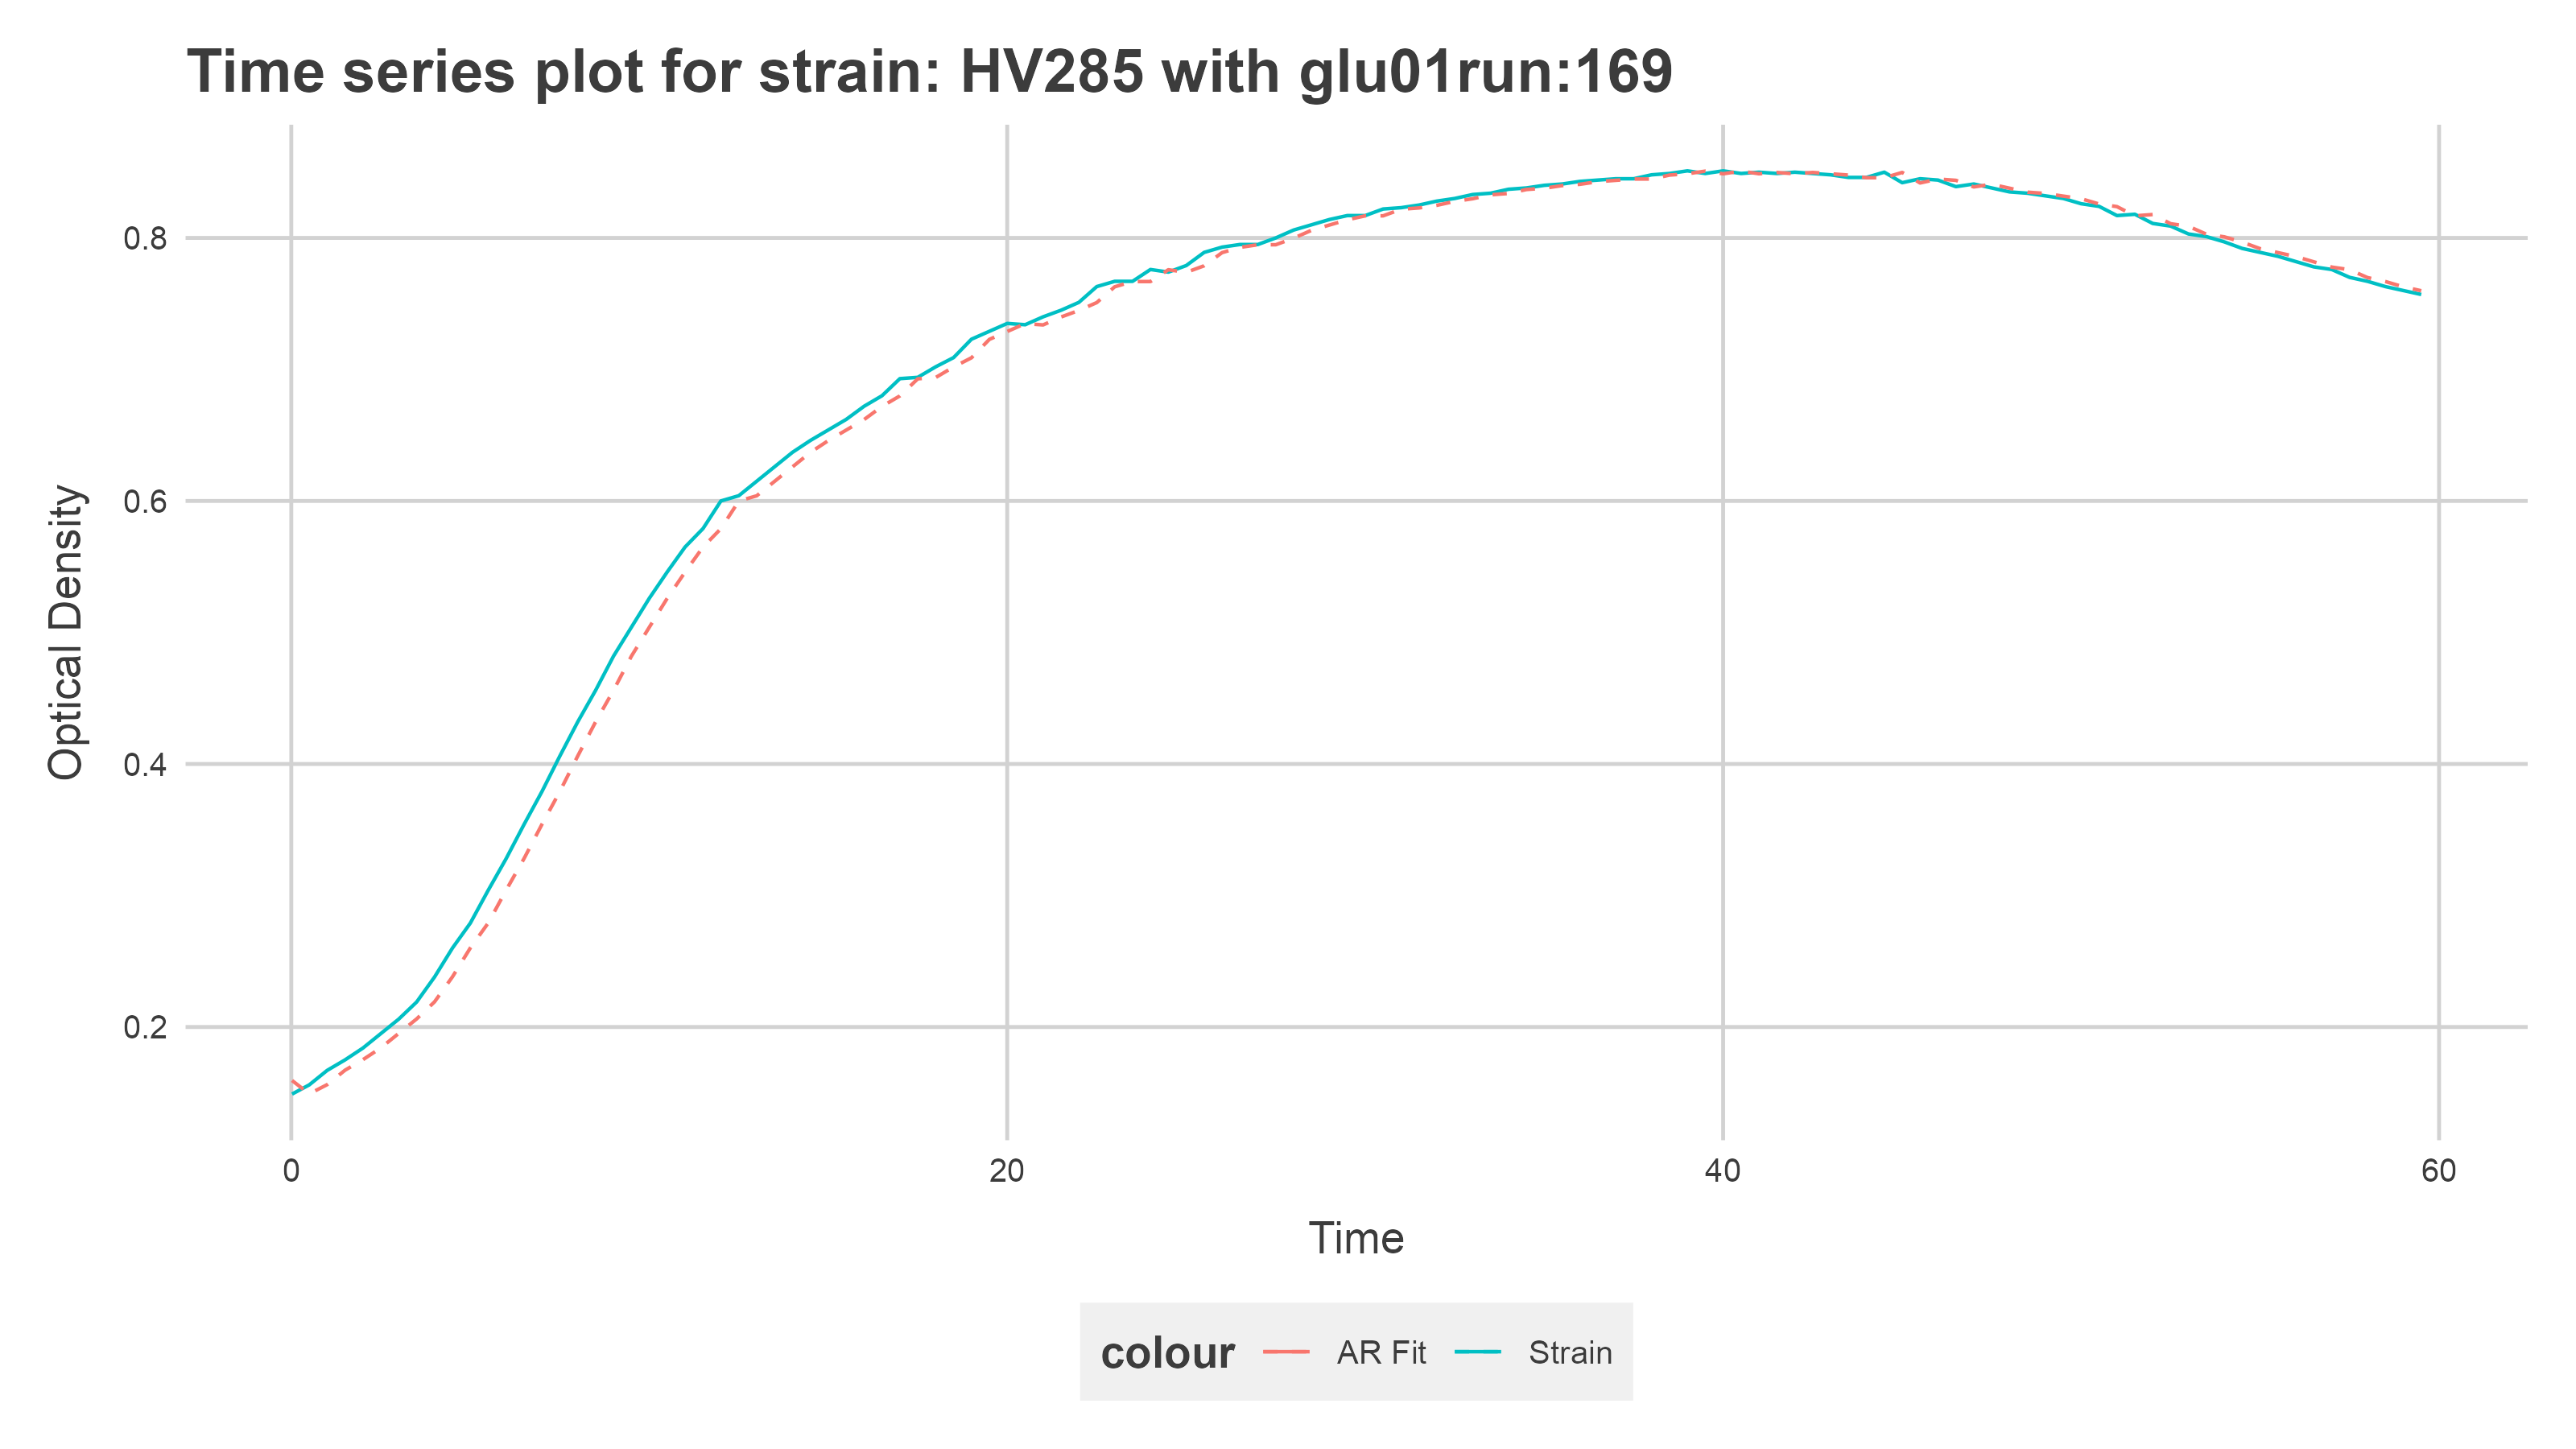 Time series plot for strain: HV285 with glu01run:169
Optical Density
0.8
0.6
0.4
0.2
0 20 40 60
Time
colour AR Fit Strain